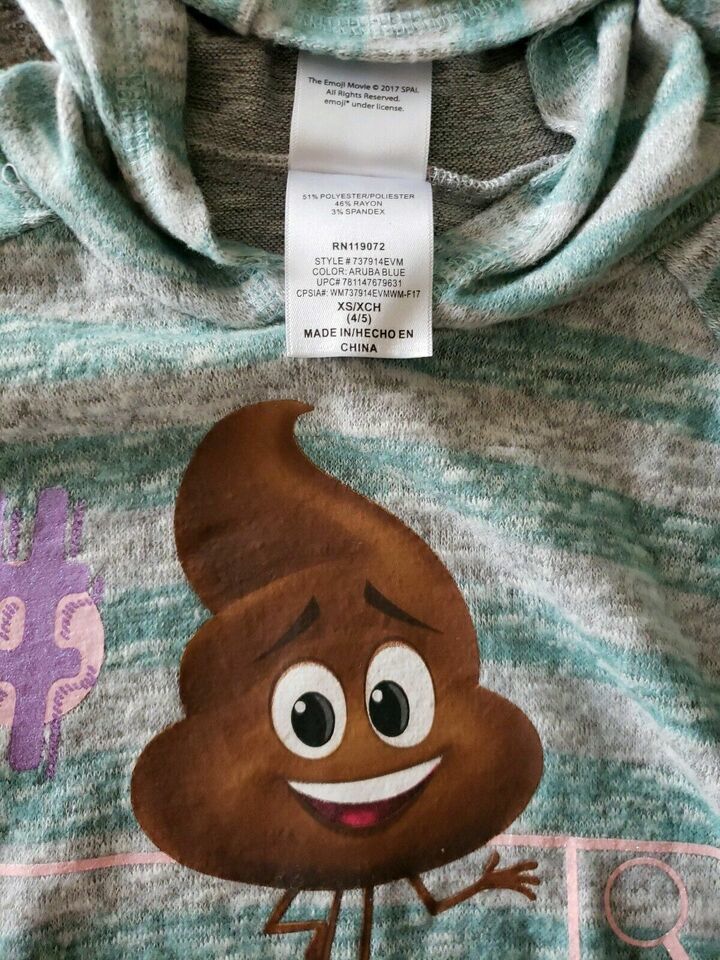 The Emoji Movie © 2017 SPAI.
All Rights Reserved.
emoji® under license.
51% POLYESTER/POLIESTER
46% RAYON
3% SPANDEX
RN119072
STYLE # 737914EVM
COLOR: ARUBA BLUE
UPC# 781147679631
CPSIA#: WM737914EVMWM-F17
XS/XCH
(4/5)
MADE IN/HECHO EN
CHINA
#